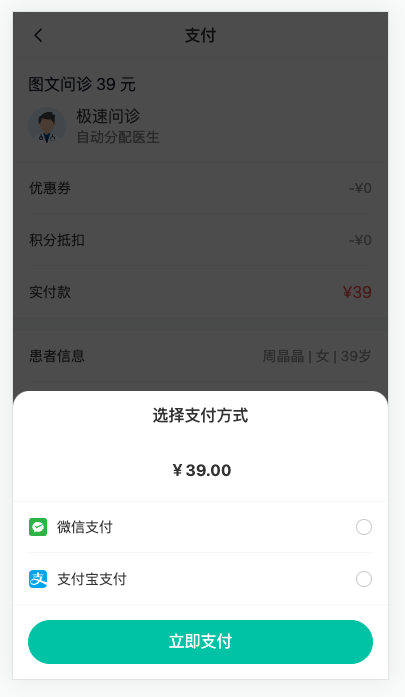 支付
图文问诊 39 元
极速问诊
自动分配医生
优惠券 -¥0
积分抵扣 -¥0
实付款 ¥39
患者信息 周晶晶 | 女 | 39岁
选择支付方式
¥ 39.00
微信支付
支 支付宝支付
立即支付